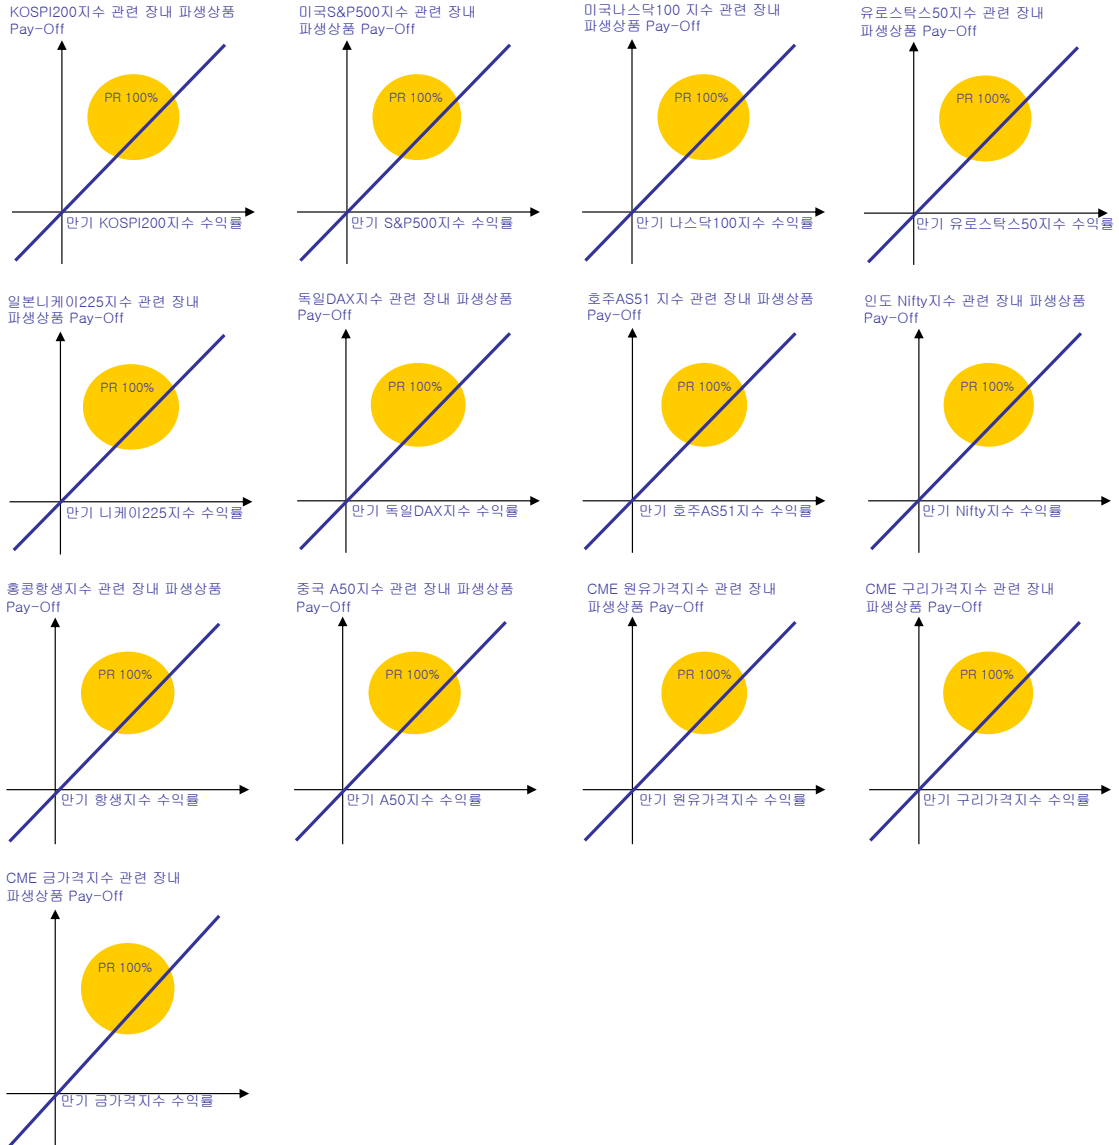 KOSPI200지수 관련 장내 파생상품
Pay-Off
PR 100%
만기 KOSPI200지수 수익률
미국S&P500지수 관련 장내
파생상품 Pay-Off
PR 100%
만기 S&P500지수 수익률
미국나스닥100 지수 관련 장내
파생상품 Pay-Off
PR 100%
만기 나스닥100지수 수익률
유로스탁스50지수 관련 장내
파생상품 Pay-Off
PR 100%
만기 유로스탁스50지수 수익률
일본니케이225지수 관련 장내
파생상품 Pay-Off
PR 100%
만기 니케이225지수 수익률
독일DAX지수 관련 장내 파생상품
Pay-Off
PR 100%
만기 독일DAX지수 수익률
호주AS51 지수 관련 장내 파생상품
Pay-Off
PR 100%
만기 호주AS51지수 수익률
인도 Nifty지수 관련 장내 파생상품
Pay-Off
PR 100%
만기 Nifty지수 수익률
홍콩항생지수 관련 장내 파생상품
Pay-Off
PR 100%
만기 항생지수 수익률
중국 A50지수 관련 장내 파생상품
Pay-Off
PR 100%
만기 A50지수 수익률
CME 원유가격지수 관련 장내
파생상품 Pay-Off
PR 100%
만기 원유가격지수 수익률
CME 구리가격지수 관련 장내
파생상품 Pay-Off
PR 100%
만기 구리가격지수 수익률
CME 금가격지수 관련 장내
파생상품 Pay-Off
PR 100%
만기 금가격지수 수익률